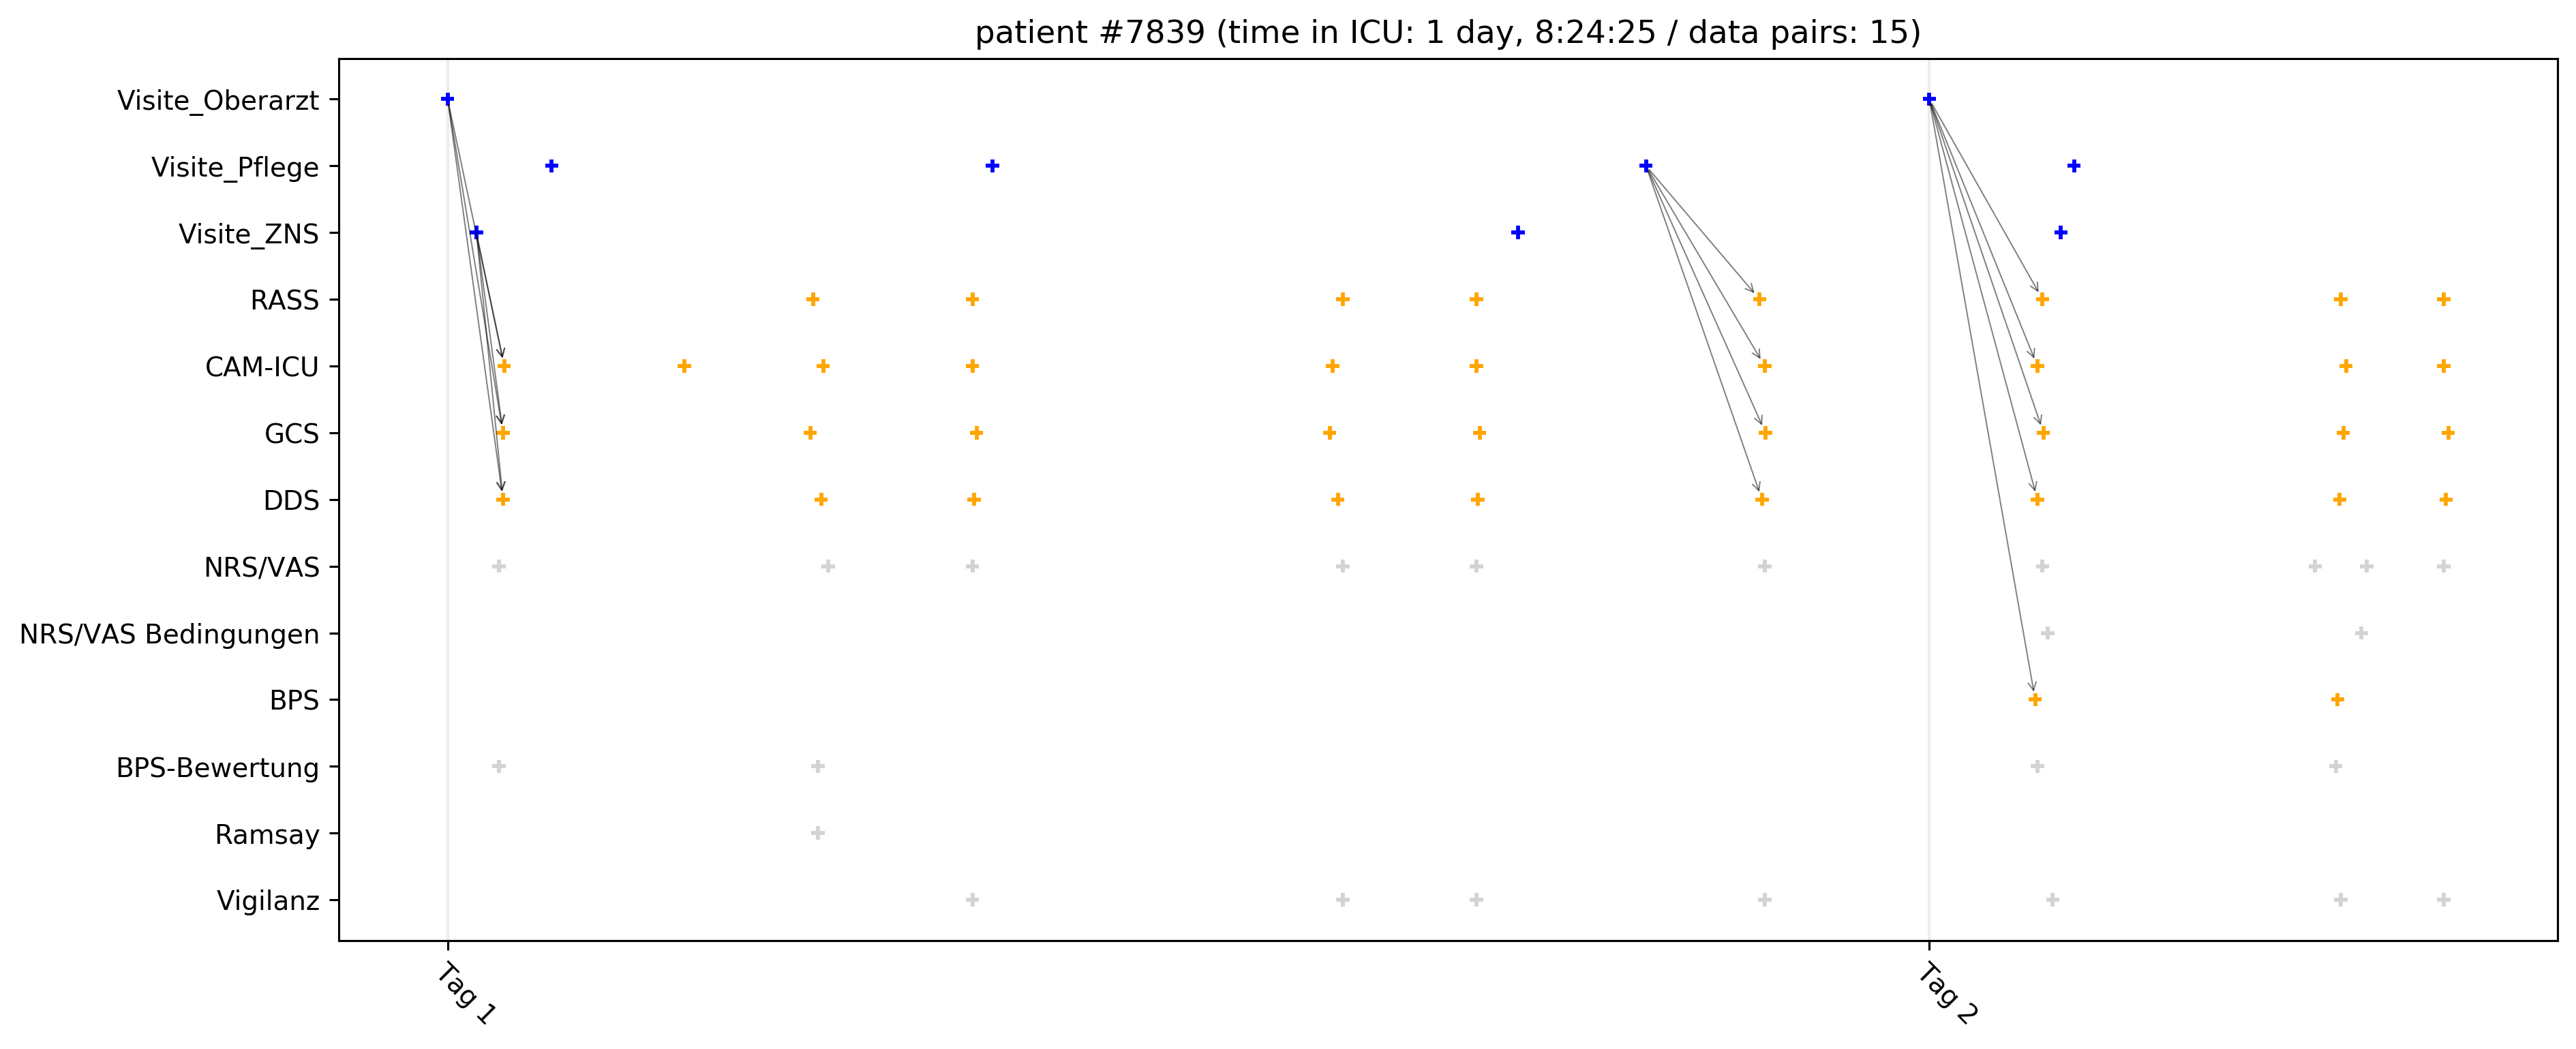 patient #7839 (time in ICU: 1 day, 8:24:25 / data pairs: 15)
Visite_Oberarzt
Visite_Pflege
Visite_ZNS
RASS
CAM-ICU
GCS
DDS
NRS/VAS
NRS/VAS Bedingungen
BPS
BPS-Bewertung
Ramsay
Vigilanz
Tag 1
Tag 2